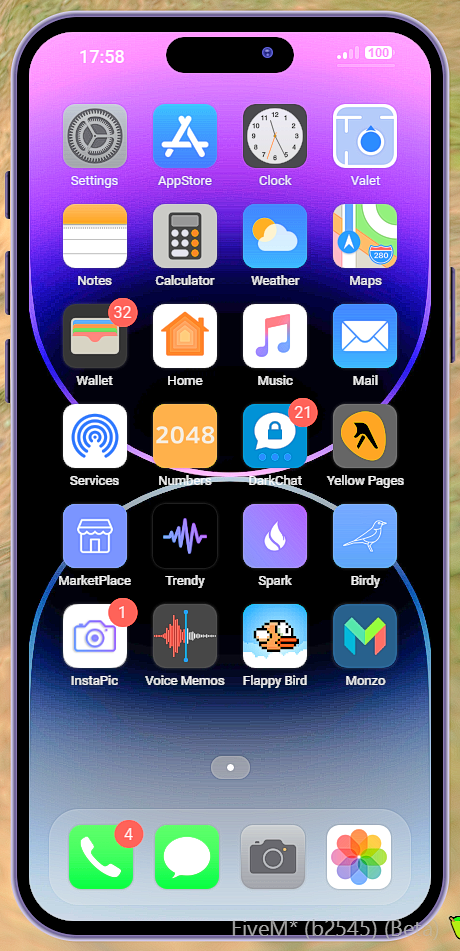 17:58
100
Settings
AppStore
Clock
Valet
Notes
Calculator
Weather
280
Maps
32
Wallet
Home
Music
Mail
Services
2048
Numbers
21
DarkChat
Yellow Pages
MarketPlace
Trendy
Spark
Birdy
1
InstaPic
Voice Memos
Flappy Bird
Monzo
4
FiveM* (b2545) (Beta)